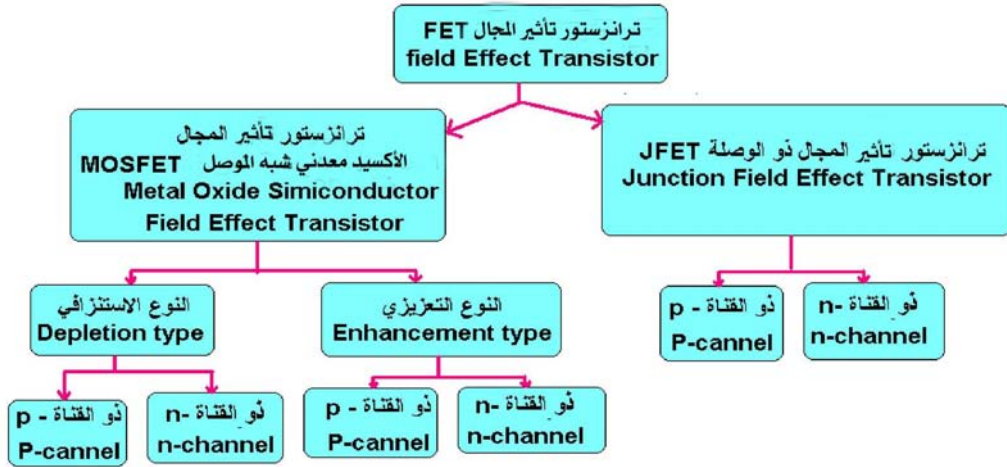 ترانزستور تأثير المجال FET
field Effect Transistor
ترانزستور تأثير المجال
الأكسيد معدني شبه الموصل MOSFET
Metal Oxide Simiconductor
Field Effect Transistor
ترانزستور تأثير المجال ذو الوصلة JFET
Junction Field Effect Transistor
النوع الاستنزافي
Depletion type
النوع التعزيزي
Enhancement type
ذو القناة - p
P-cannel
ذو القناة -n
n-channel
ذو القناة - p
P-cannel
ذو القناة -n
n-channel
ذو القناة - p
P-cannel
ذو القناة -n
n-channel